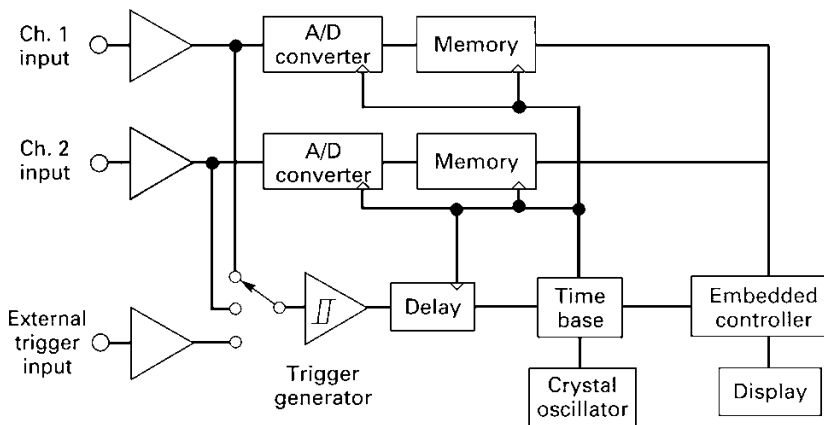 Ch. 1
input
A/D
converter
Memory
Ch. 2
input
A/D
converter
Memory
External
trigger
input
Trigger
generator
Delay
Time
base
Embedded
controller
Crystal
oscillator
Display